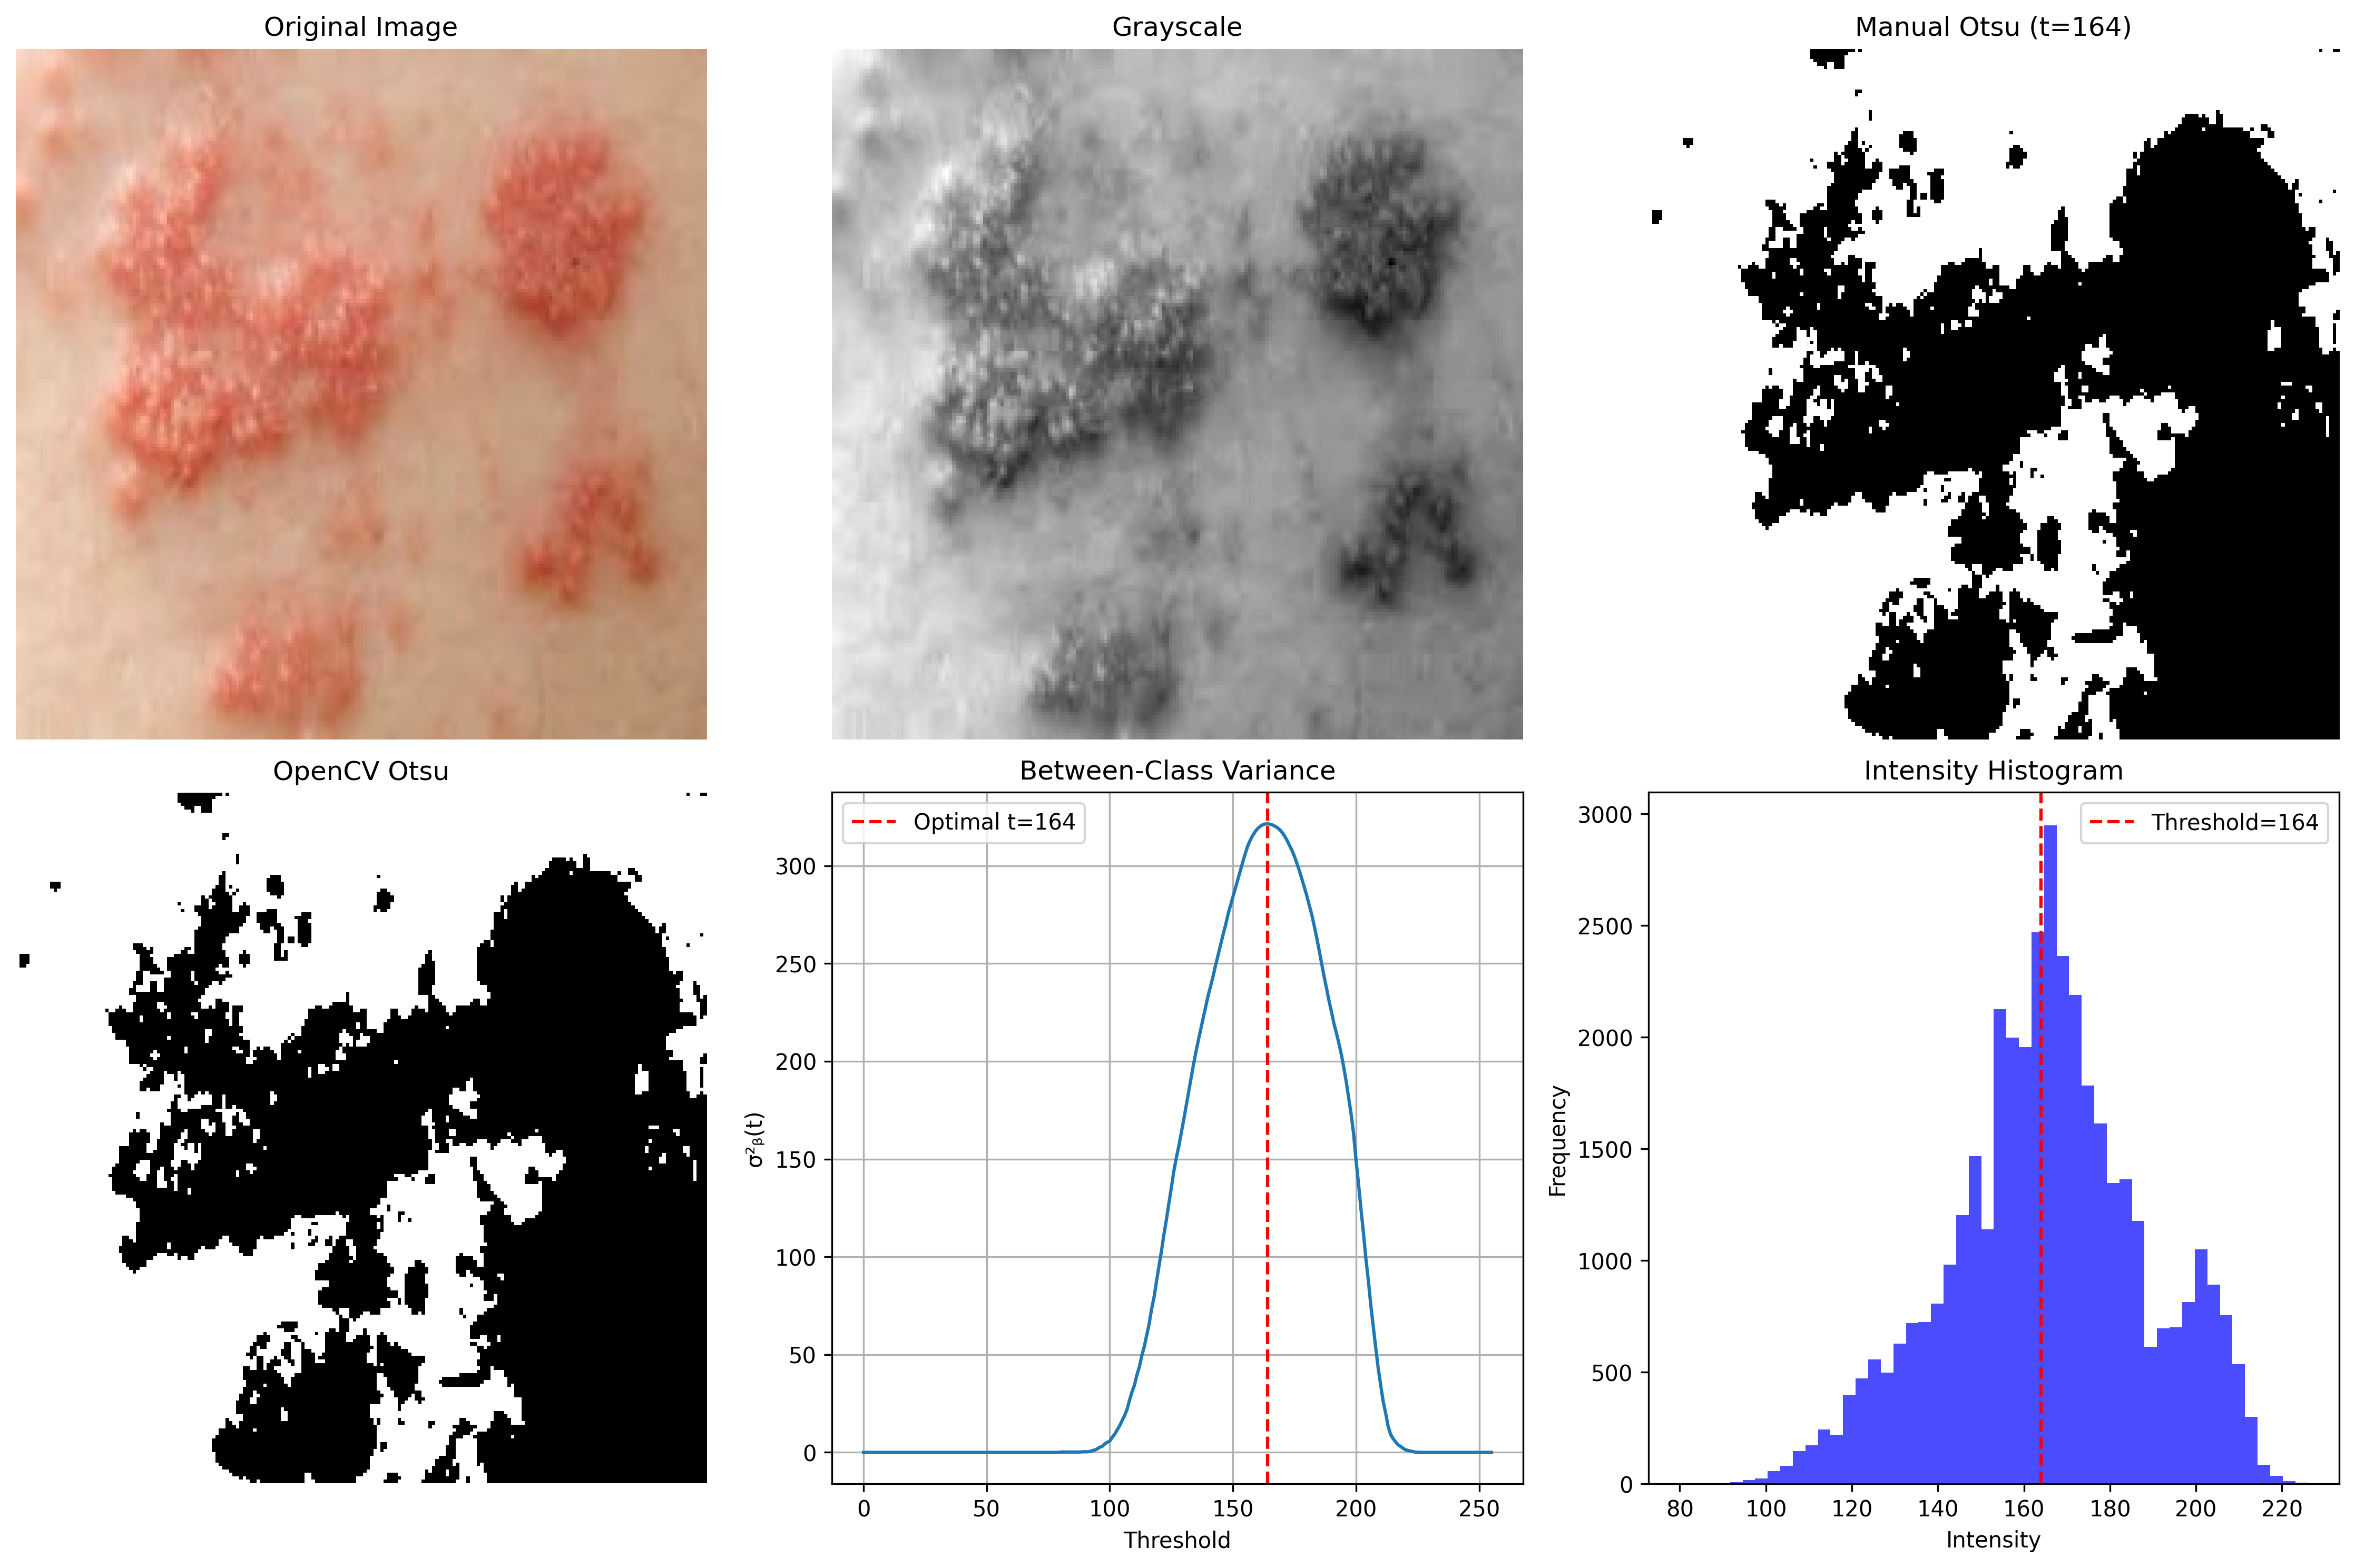 Original Image
Grayscale
Manual Otsu (t=164)
OpenCV Otsu
Between-Class Variance
Optimal t=164
300
250
200
150
100
50
0
σ²ᵦ(t)
0 50 100 150 200 250
Threshold
Intensity Histogram
Threshold=164
3000
2500
2000
1500
1000
500
0
Frequency
80 100 120 140 160 180 200 220
Intensity